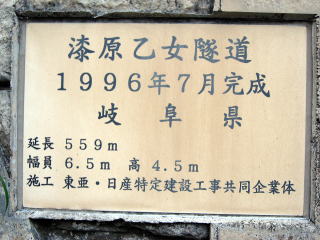 漆原乙女隧道
1996年7月完成
岐阜県
延長 559m
幅員 6.5m 高 4.5m
施工 東亜・日産特定建設工事共同企業体